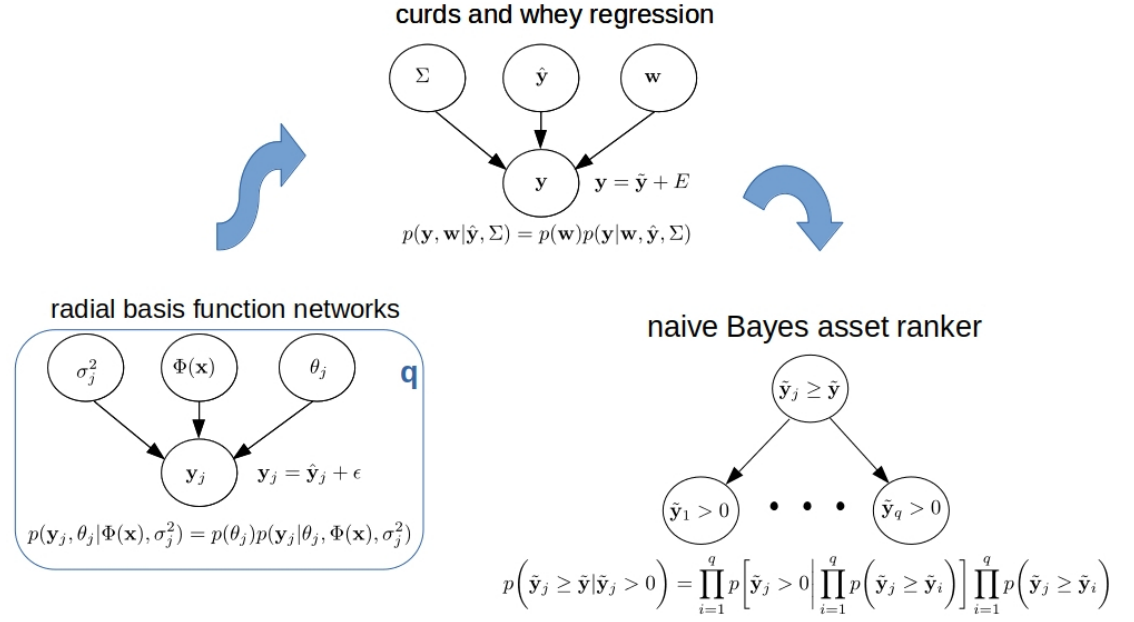 curds and whey regression
Σ ŷ w
y y = ỹ + E
p(y, w|ŷ, Σ) = p(w)p(y|w, ŷ, Σ)
radial basis function networks
σ²ⱼ Φ(x) θⱼ q
yⱼ yⱼ = ŷⱼ + ϵ
p(yⱼ, θⱼ|Φ(x), σ²ⱼ) = p(θⱼ)p(yⱼ|θⱼ, Φ(x), σ²ⱼ)
naive Bayes asset ranker
ỹⱼ ≥ ỹ
ỹ₁ > 0 • • • ỹ_q > 0
p(ỹⱼ ≥ ỹ|ỹⱼ > 0) = ∏_{i=1}^{q} p[ỹⱼ > 0|∏_{i=1}^{q} p(ỹⱼ ≥ ỹᵢ)] ∏_{i=1}^{q} p(ỹⱼ ≥ ỹᵢ)